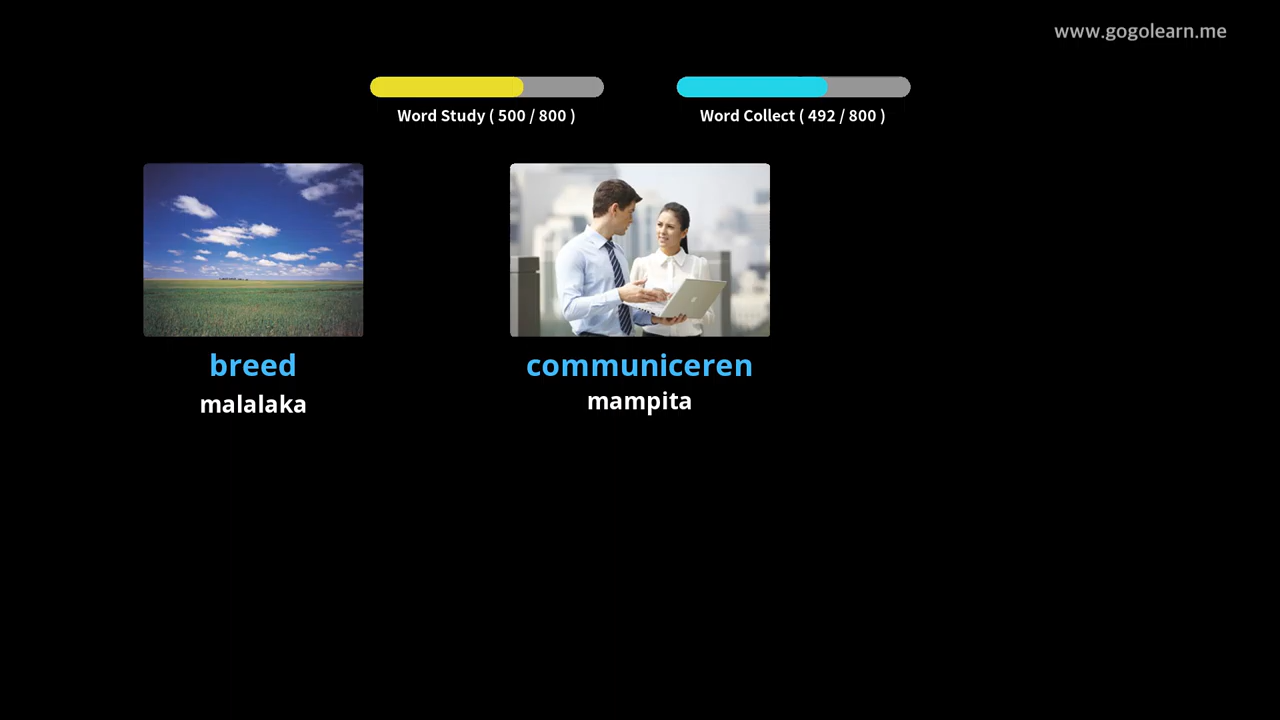 www.gogolearn.me
Word Study ( 500 / 800 )
Word Collect ( 492 / 800 )
breed
malalaka
communiceren
mampita